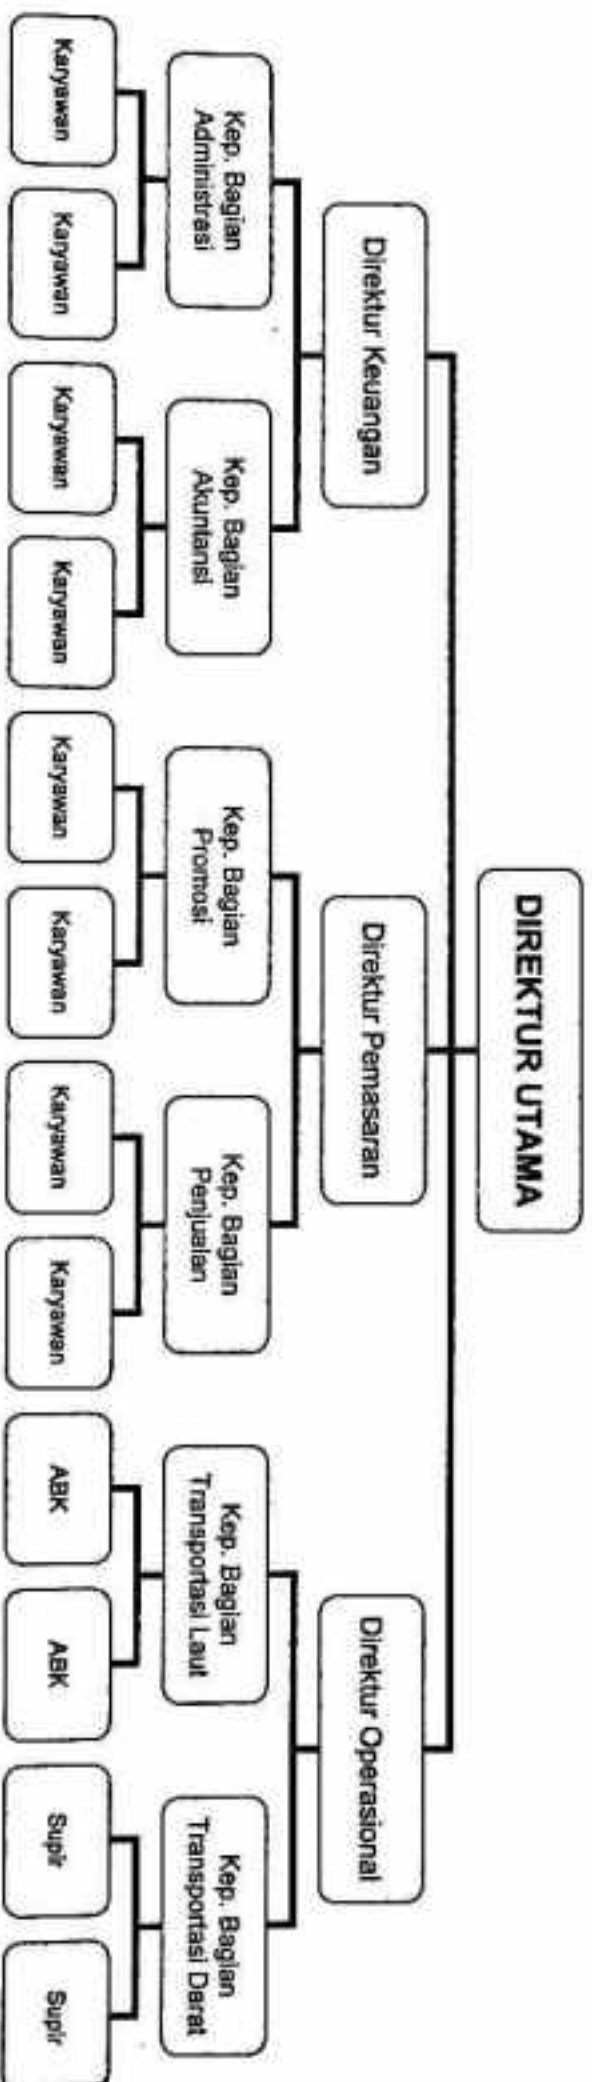 DIREKTUR UTAMA
Direktur Keuangan
Direktur Pemasaran
Direktur Operasional
Kep. Bagian
Administrasi
Kep. Bagian
Akuntansi
Kep. Bagian
Promosi
Kep. Bagian
Penjualan
Kep. Bagian
Transportasi Laut
Kep. Bagian
Transportasi Darat
Karyawan
Karyawan
Karyawan
Karyawan
Karyawan
Karyawan
Karyawan
Karyawan
ABK
ABK
Supir
Supir